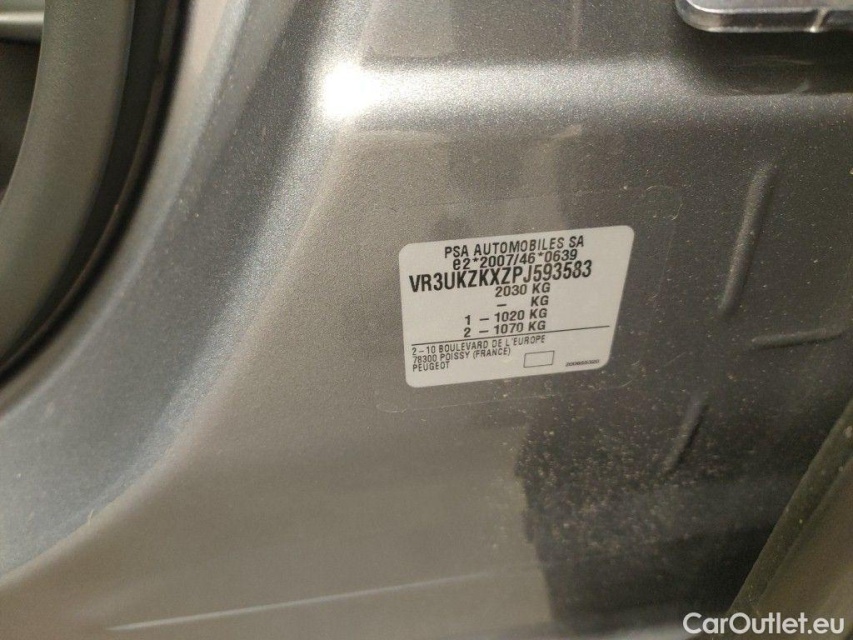 PSA AUTOMOBILES SA
e2*2007/46*0639
VR3UKZKXZPJ593583
2030 KG
- KG
1 - 1020 KG
2 - 1070 KG
2-10 BOULEVARD DE L'EUROPE
78300 POISSY (FRANCE)
PEUGEOT
CarOutlet.eu